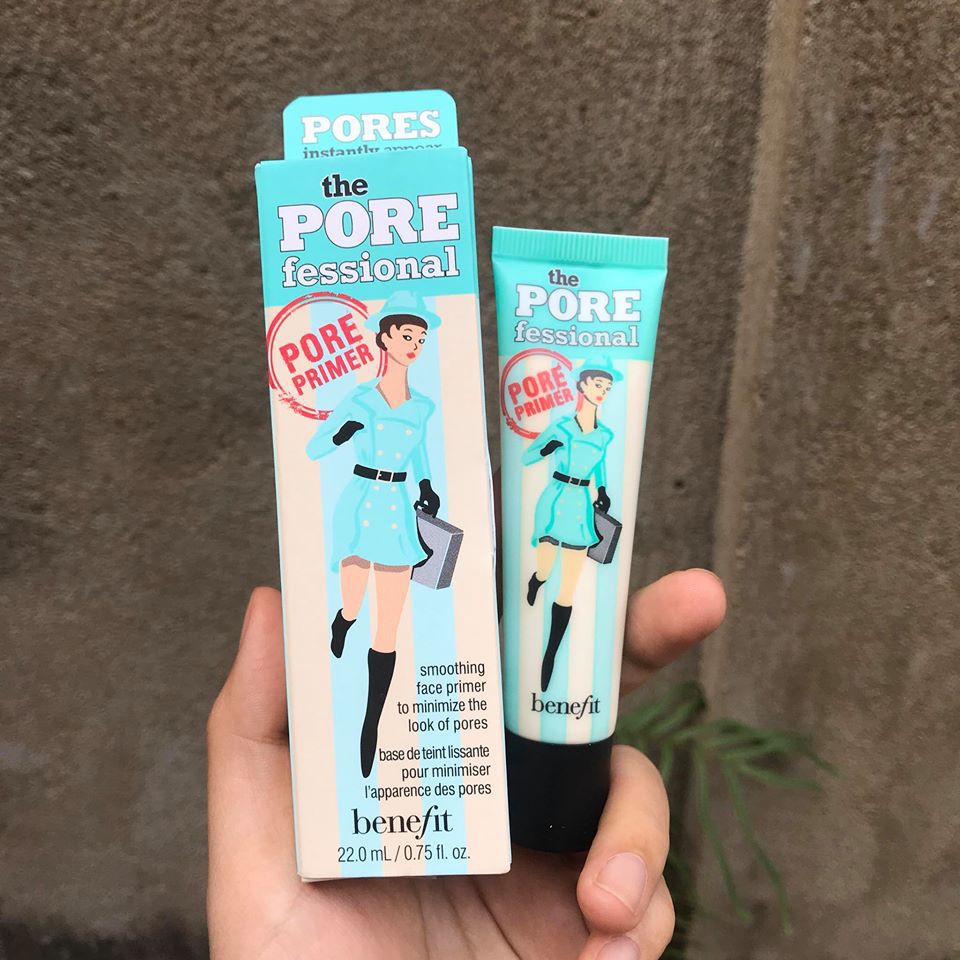 PORES
instantly appear
the
PORE
fessional
PORE
PRIMER
smoothing
face primer
to minimize the
look of pores
base de teint lissante
pour minimiser
l'apparence des pores
benefit
22.0 mL / 0.75 fl. oz.
the
PORE
fessional
PORE
PRIMER
benefit